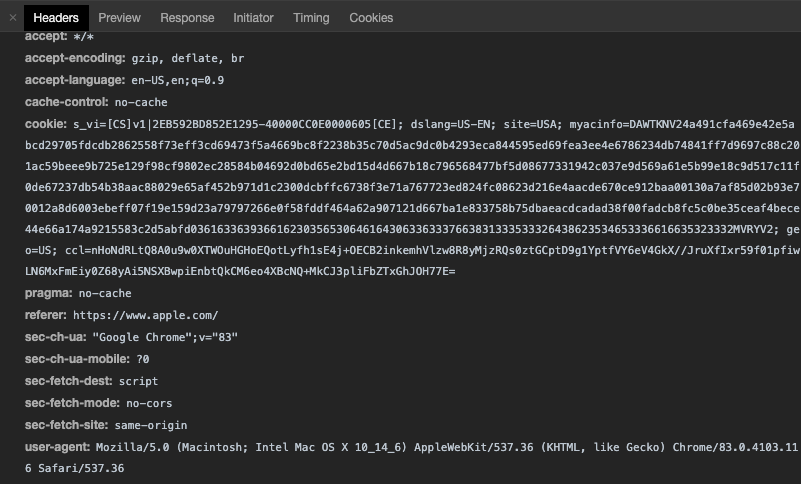 × Headers Preview Response Initiator Timing Cookies
accept: */*
accept-encoding: gzip, deflate, br
accept-language: en-US,en;q=0.9
cache-control: no-cache
cookie: s_vi=[CS]v1|2EB592BD852E1295-40000CC0E0000605[CE]; dslang=US-EN; site=USA; myacinfo=DAWTKNV24a491cfa469e42e5a
bcd29705fdcdb2862558f73eff3cd69473f5a4669bc8f2238b35c70d5ac9dc0b4293eca844595ed69fea3ee4e6786234db74841ff7d9697c88c20
1ac59beee9b725e129f98cf9802ec28584b04692d0bd65e2bd15d4d667b18c796568477bf5d08677331942c037e9d569a61e5b99e18c9d517c11f
0de67237db54b38aac88029e65af452b971d1c2300dcbffc6738f3e71a767723ed824fc08623d216e4aacde670ce912baa00130a7af85d02b93e7
0012a8d6003ebeff07f19e159d23a79797266e0f58fddf464a62a907121d667ba1e833758b75dbaeacdcadad38f00fadcb8fc5c0be35ceaf4bece
44e66a174a9215583c2d5abfd036163363936616230356530646164306336333766383133353332643862353465333661663532333 2MVRYV2; ge
o=US; ccl=nHoNdRLtQ8A0u9w0XTWOuHGHoEQotLyfh1sE4j+OECB2inkemhVlzw8R8yMjzRQs0ztGCptD9g1YptfVY6eV4GkX//JruXfIxr59f01pfiw
LN6MxFmEiy0Z68yAi5NSXBwpiEnbtQkCM6eo4XBcNQ+MkCJ3pliFbZTxGhJOH77E=
pragma: no-cache
referer: https://www.apple.com/
sec-ch-ua: "Google Chrome";v="83"
sec-ch-ua-mobile: ?0
sec-fetch-dest: script
sec-fetch-mode: no-cors
sec-fetch-site: same-origin
user-agent: Mozilla/5.0 (Macintosh; Intel Mac OS X 10_14_6) AppleWebKit/537.36 (KHTML, like Gecko) Chrome/83.0.4103.11
6 Safari/537.36